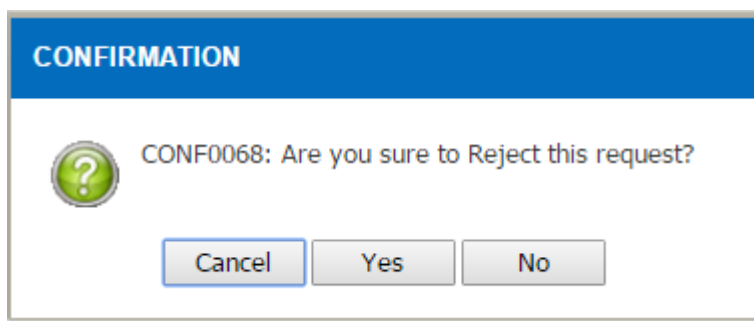 CONFIRMATION
CONF0068: Are you sure to Reject this request?
Cancel Yes No